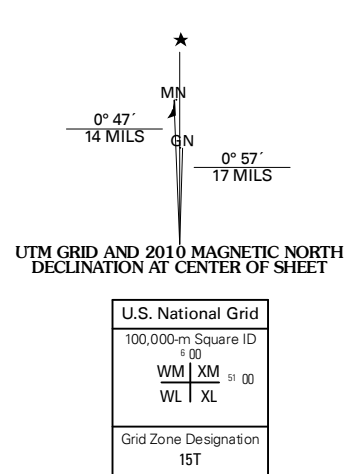 ★
MN
0° 47´
14 MILS
GN
0° 57´
17 MILS
UTM GRID AND 2010 MAGNETIC NORTH
DECLINATION AT CENTER OF SHEET
U.S. National Grid
100,000-m Square ID
6 00
WM XM 51 00
WL XL
Grid Zone Designation
15T